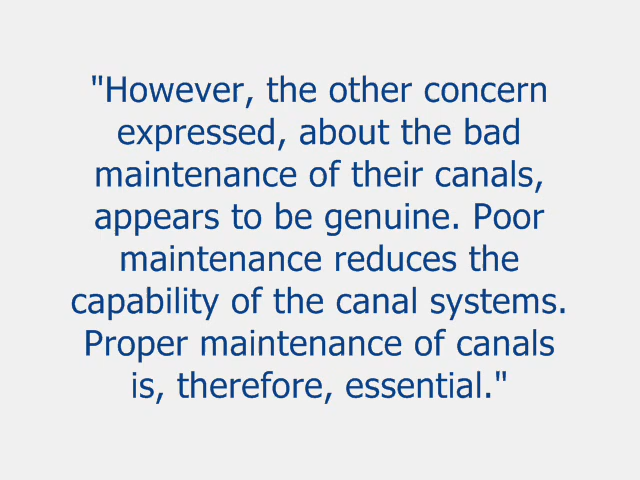 "However, the other concern
expressed, about the bad
maintenance of their canals,
appears to be genuine. Poor
maintenance reduces the
capability of the canal systems.
Proper maintenance of canals
is, therefore, essential."